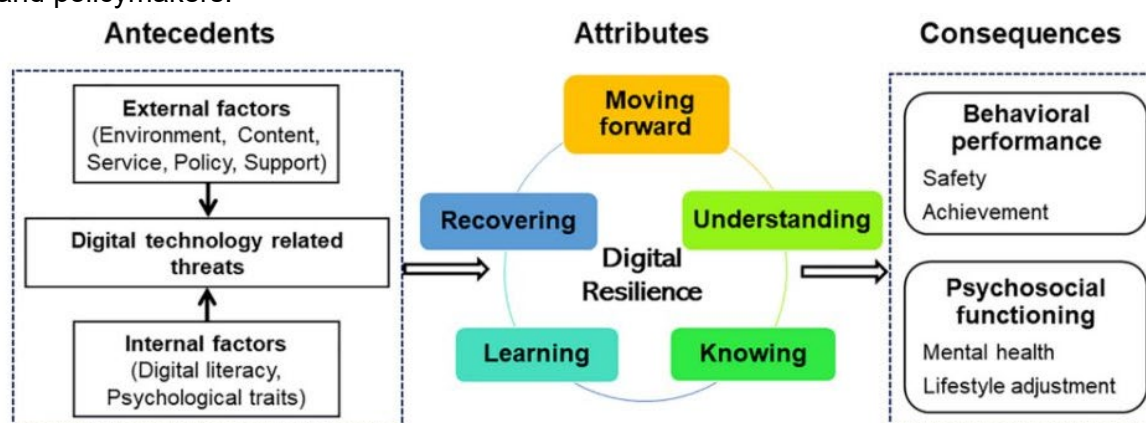 and policymakers.
Antecedents
External factors
(Environment, Content,
Service, Policy, Support)
Digital technology related
threats
Internal factors
(Digital literacy,
Psychological traits)
Attributes
Moving
forward
Recovering
Understanding
Digital
Resilience
Learning
Knowing
Consequences
Behavioral
performance
Safety
Achievement
Psychosocial
functioning
Mental health
Lifestyle adjustment